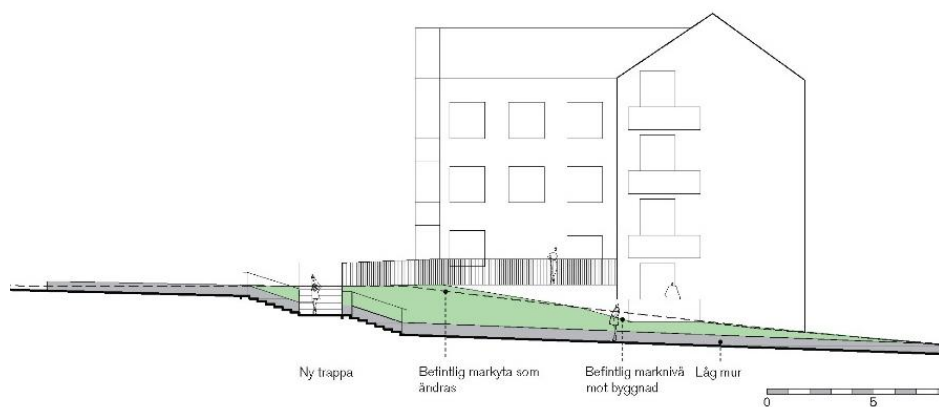 Ny trappa
Befintlig markyta som
ändras
Befintlig marknivå
mot byggnad
Låg mur
0
5